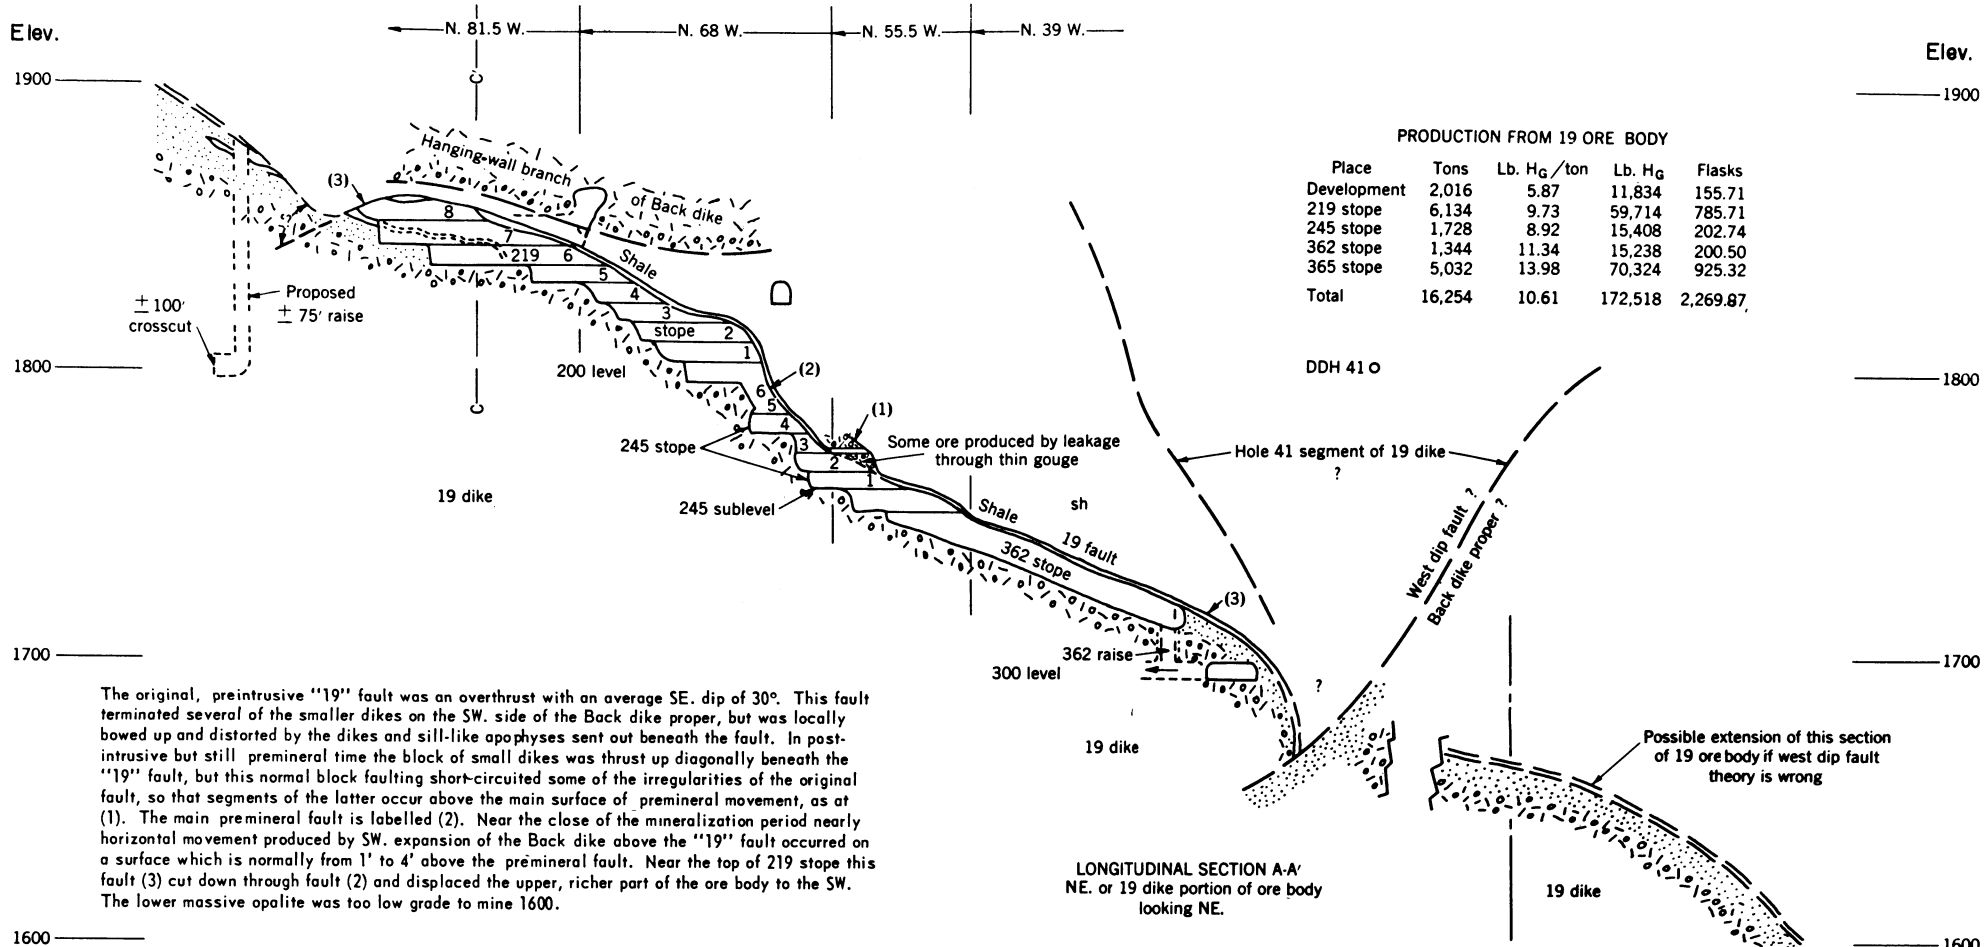 N. 81.5 W. N. 68 W. N. 55.5 W. N. 39 W.
Elev.
Elev.
1900
1900
C'
PRODUCTION FROM 19 ORE BODY
Place Tons Lb. HG/ton Lb. HG Flasks
Development 2,016 5.87 11,834 155.71
219 stope 6,134 9.73 59,714 785.71
245 stope 1,728 8.92 15,408 202.74
362 stope 1,344 11.34 15,238 200.50
365 stope 5,032 13.98 70,324 925.32
Total 16,254 10.61 172,518 2,269.87
Hanging-wall branch
of Back dike
(3)
?
8
7
219 6
5
4
3
stope 2
1
Shale
Proposed
± 75' raise
± 100'
crosscut
1800
1800
200 level
DDH 41
C
(2)
6
5
4
3
2
1
(1)
245 stope
Some ore produced by leakage
through thin gouge
Hole 41 segment of 19 dike
?
19 dike
245 sublevel
Shale
sh
19 fault
362 stope
West dip fault ?
Back dike proper ?
(3)
362 raise
300 level
1700
1700
?
19 dike
The original, preintrusive "19" fault was an overthrust with an average SE. dip of 30°. This fault
terminated several of the smaller dikes on the SW. side of the Back dike proper, but was locally
bowed up and distorted by the dikes and sill-like apophyses sent out beneath the fault. In post-
intrusive but still premineral time the block of small dikes was thrust up diagonally beneath the
"19" fault, but this normal block faulting short-circuited some of the irregularities of the original
fault, so that segments of the latter occur above the main surface of premineral movement, as at
(1). The main premineral fault is labelled (2). Near the close of the mineralization period nearly
horizontal movement produced by SW. expansion of the Back dike above the "19" fault occurred on
a surface which is normally from 1' to 4' above the premineral fault. Near the top of 219 stope this
fault (3) cut down through fault (2) and displaced the upper, richer part of the ore body to the SW.
The lower massive opalite was too low grade to mine 1600.
Possible extension of this section
of 19 ore body if west dip fault
theory is wrong
LONGITUDINAL SECTION A-A'
NE. or 19 dike portion of ore body
looking NE.
19 dike
1600
1600